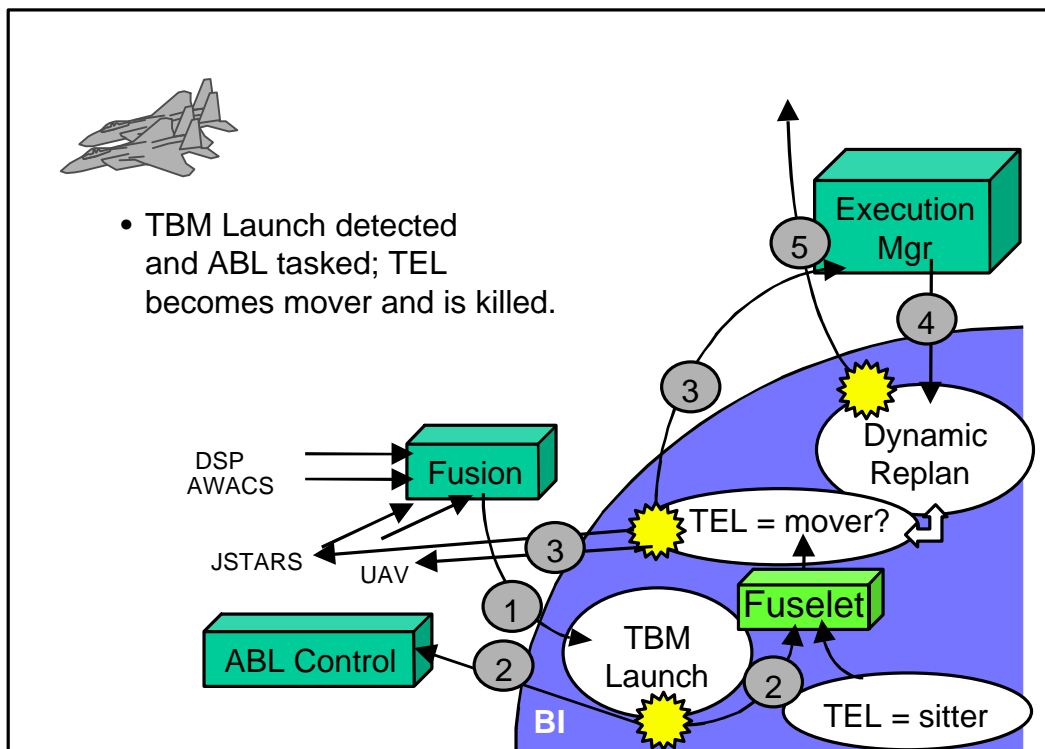 • TBM Launch detected
and ABL tasked; TEL
becomes mover and is killed.
Execution
Mgr
5
4
3
Dynamic
Replan
DSP
AWACS
Fusion
TEL = mover?
JSTARS
UAV
3
Fuselet
1
TBM
Launch
ABL Control
2
2
BI
TEL = sitter